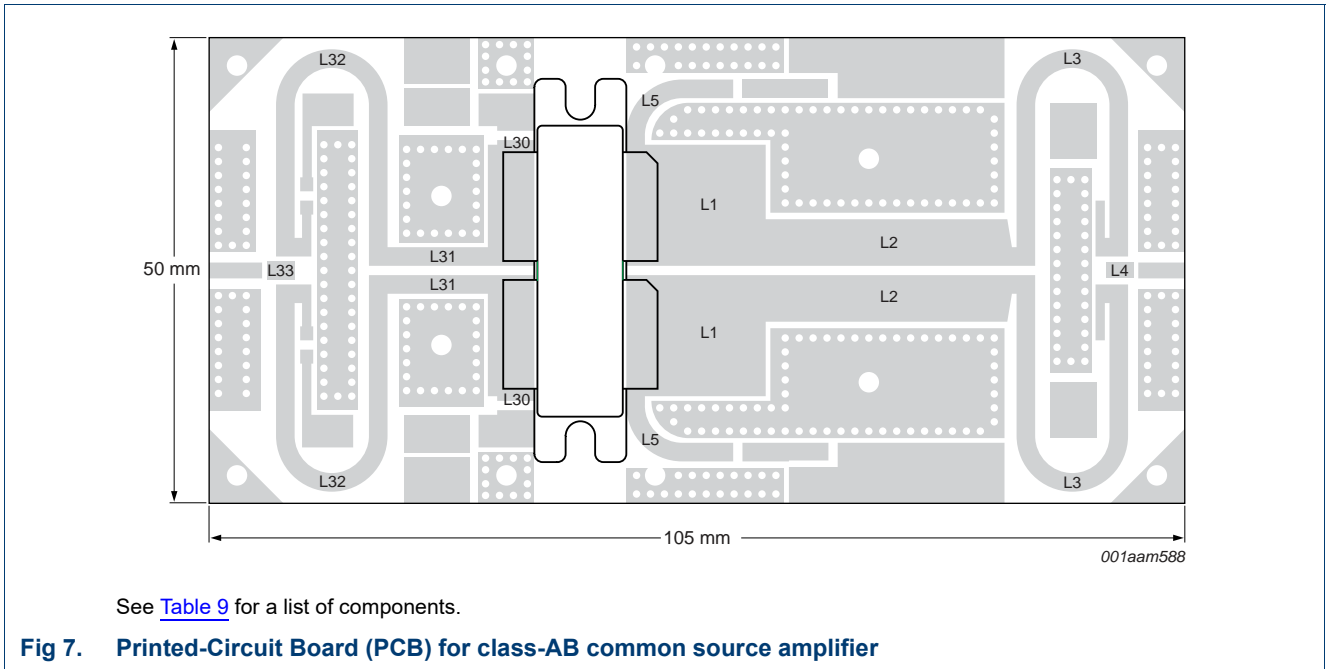 L32
L3
L5
L30
L1
L2
L31
50 mm
L33
L4
L31
L2
L1
L30
L5
L32
L3
105 mm
001aam588
See Table 9 for a list of components.
Fig 7. Printed-Circuit Board (PCB) for class-AB common source amplifier